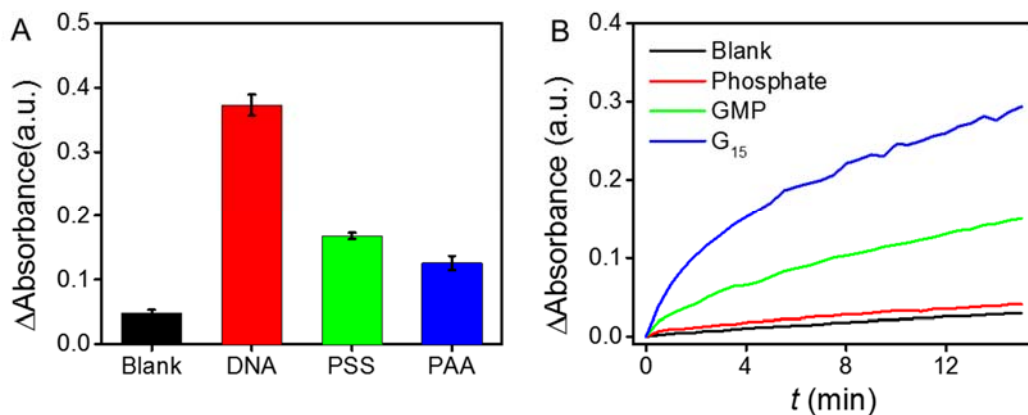 A
ΔAbsorbance(a.u.)
0.5
0.4
0.3
0.2
0.1
0.0
Blank DNA PSS PAA
B
ΔAbsorbance (a.u.)
0.4
0.3
0.2
0.1
0.0
Blank
Phosphate
GMP
G₁₅
0 4 8 12
t (min)